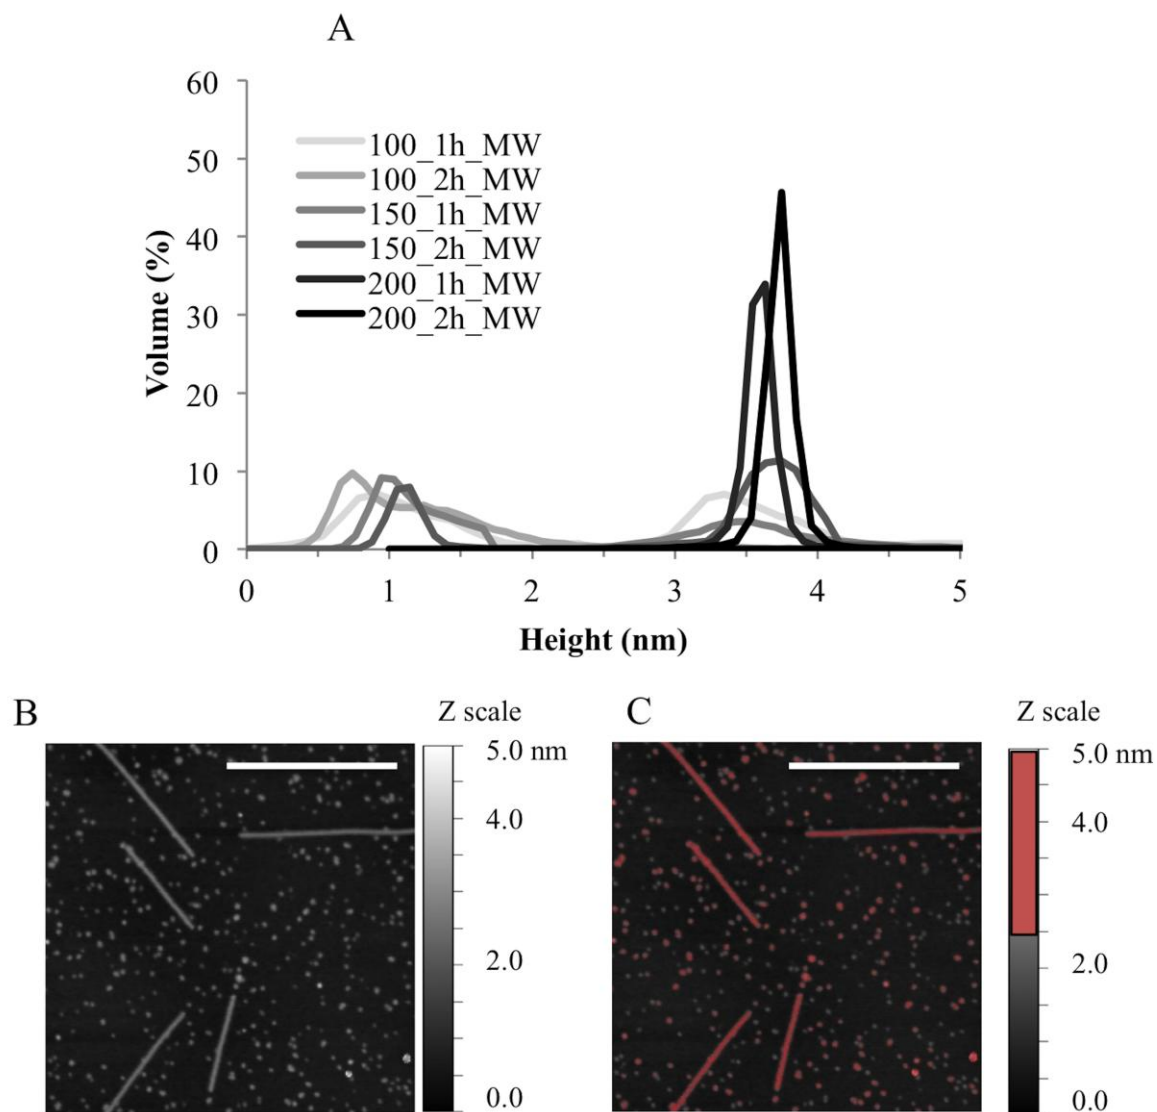 A
60
50
40
30
20
10
0
Volume (%)
100_1h_MW
100_2h_MW
150_1h_MW
150_2h_MW
200_1h_MW
200_2h_MW
0 1 2 3 4 5
Height (nm)
B
Z scale
5.0 nm
4.0
2.0
0.0
C
Z scale
5.0 nm
4.0
2.0
0.0